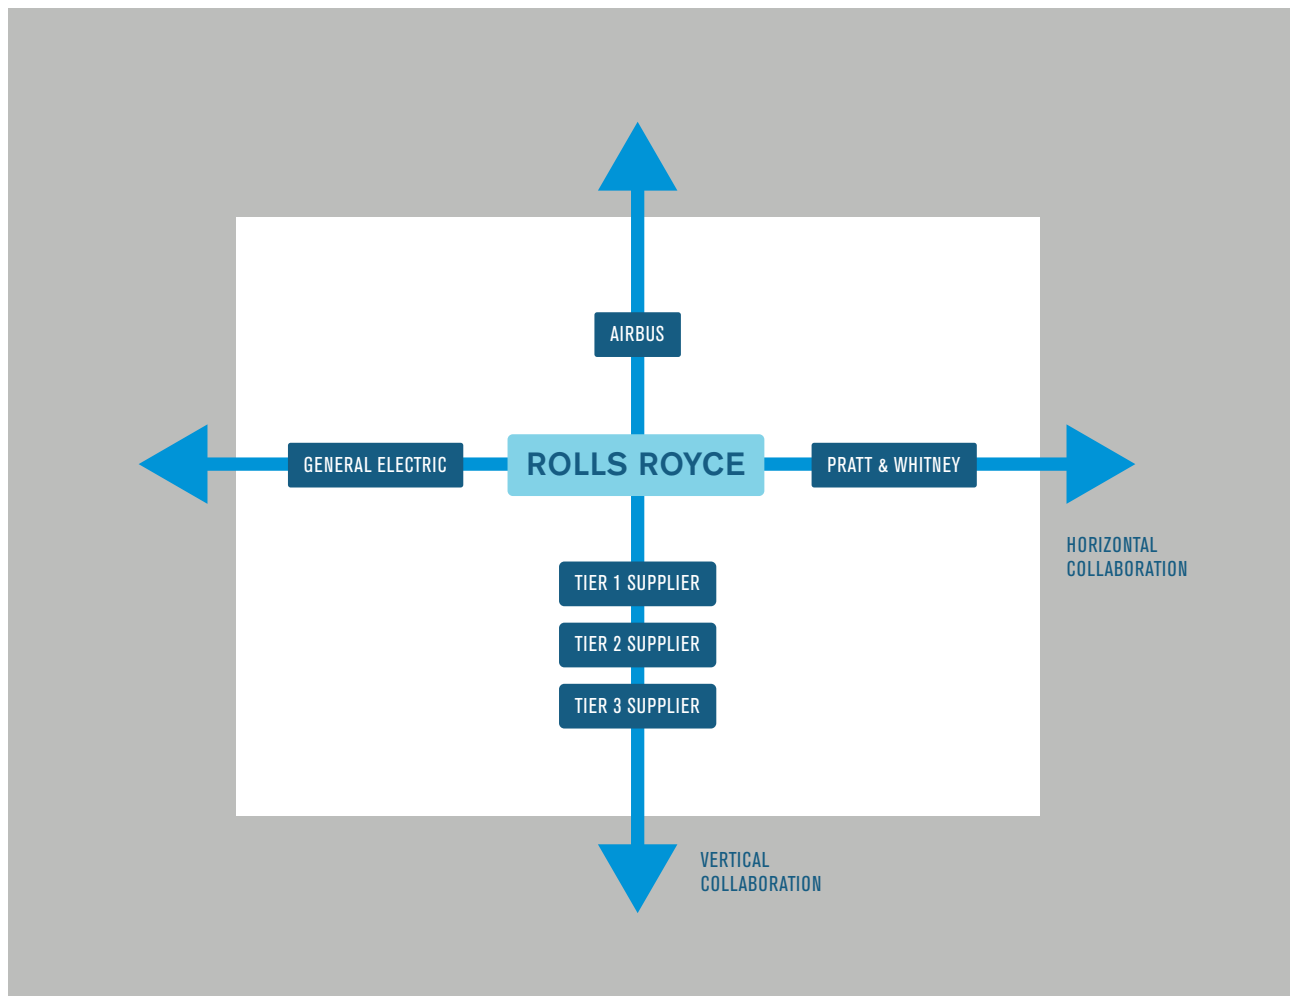 AIRBUS
GENERAL ELECTRIC
ROLLS ROYCE
PRATT & WHITNEY
HORIZONTAL
COLLABORATION
TIER 1 SUPPLIER
TIER 2 SUPPLIER
TIER 3 SUPPLIER
VERTICAL
COLLABORATION